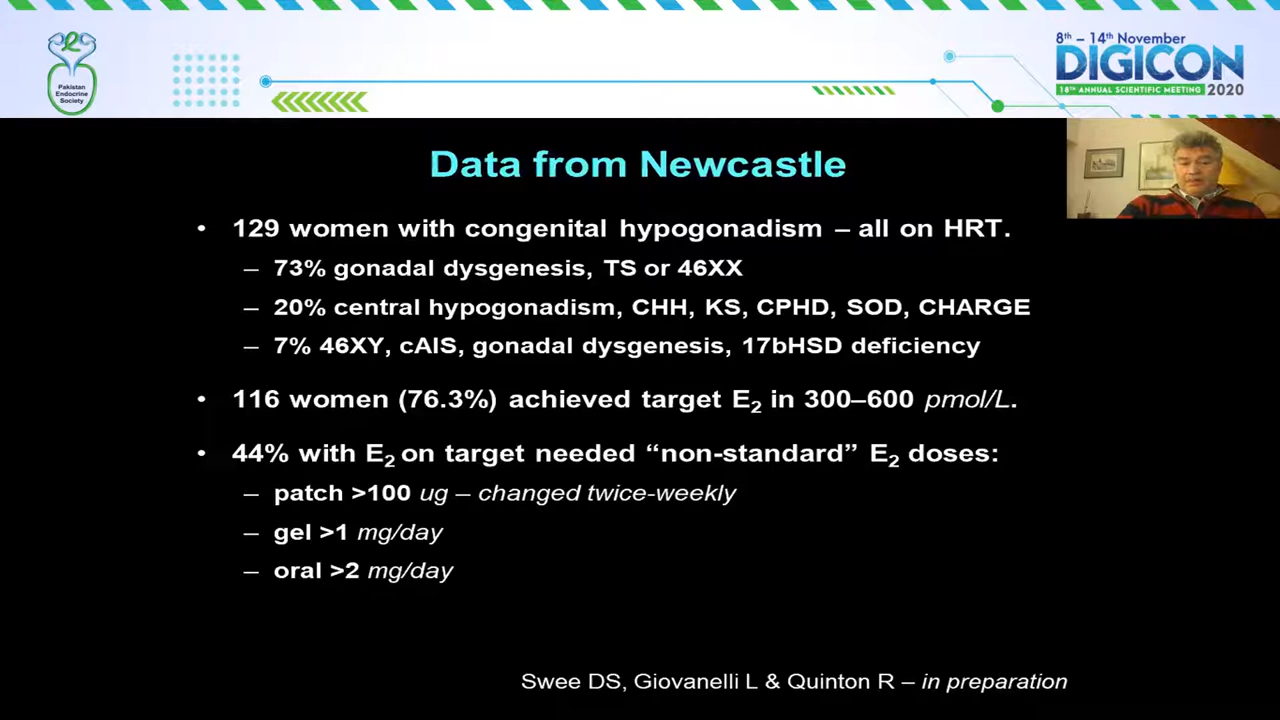 Pakistan
Endocrine
Society
8th – 14th November
DIGICON
18TH ANNUAL SCIENTIFIC MEETING 2020
Data from Newcastle
• 129 women with congenital hypogonadism – all on HRT.
– 73% gonadal dysgenesis, TS or 46XX
– 20% central hypogonadism, CHH, KS, CPHD, SOD, CHARGE
– 7% 46XY, cAIS, gonadal dysgenesis, 17bHSD deficiency
• 116 women (76.3%) achieved target E2 in 300–600 pmol/L.
• 44% with E2 on target needed “non-standard” E2 doses:
– patch >100 ug – changed twice-weekly
– gel >1 mg/day
– oral >2 mg/day
Swee DS, Giovanelli L & Quinton R – in preparation